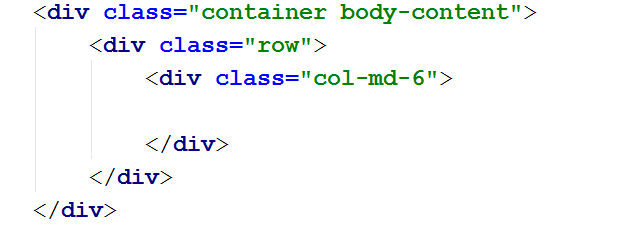 <div class="container body-content">
    <div class="row">
        <div class="col-md-6">

        </div>
    </div>
</div>